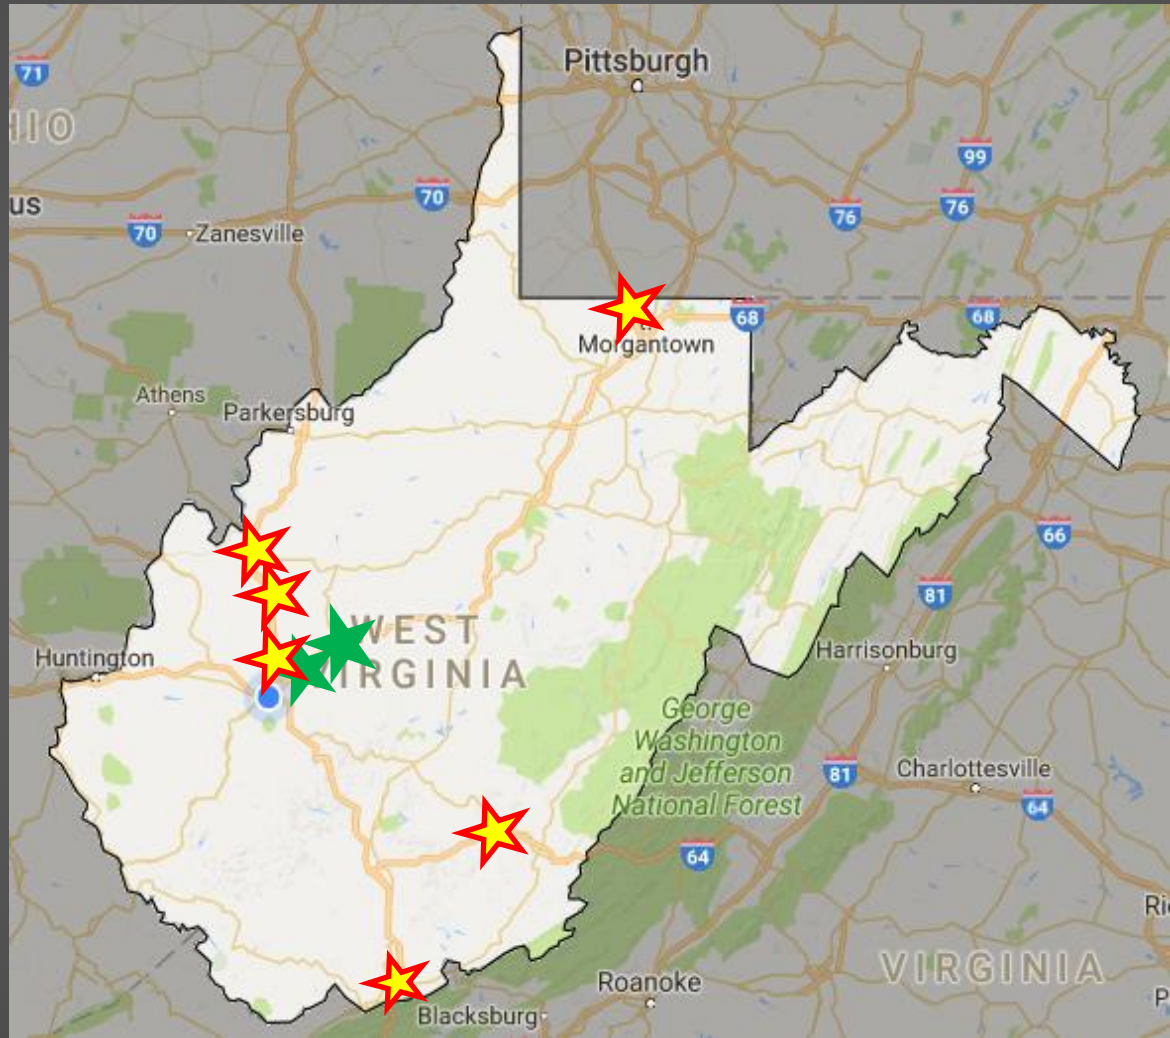 Pittsburgh
71
HIO
99
70
76
76
us
70
Zanesville
68
68
Morgantown
Athens
Parkersburg
66
81
WEST
VIRGINIA
Huntington
Harrisonburg
George
Washington
and Jefferson
National Forest
81
Charlottesville
64
64
Ri
VIRGINIA
Roanoke
P
Blacksburg